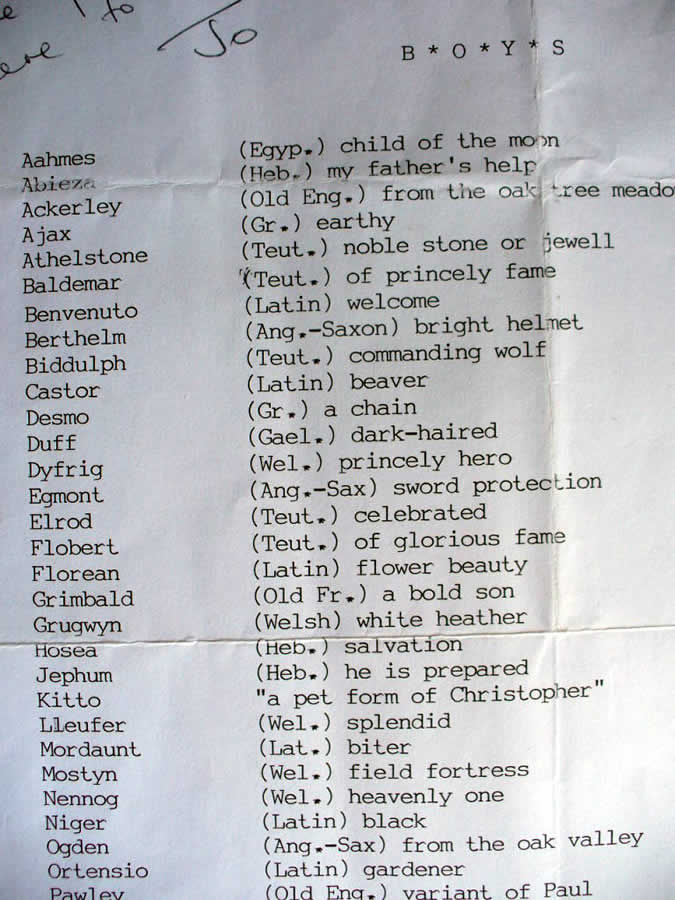 to
ere Jo
B * O * Y * S
Aahmes (Egyp.) child of the moon
Abieza (Heb.) my father's help
Ackerley (Old Eng.) from the oak tree meado
Ajax (Gr.) earthy
Athelstone (Teut.) noble stone or jewell
Baldemar (Teut.) of princely fame
Benvenuto (Latin) welcome
Berthelm (Ang.-Saxon) bright helmet
Biddulph (Teut.) commanding wolf
Castor (Latin) beaver
Desmo (Gr.) a chain
Duff (Gael.) dark-haired
Dyfrig (Wel.) princely hero
Egmont (Ang.-Sax) sword protection
Elrod (Teut.) celebrated
Flobert (Teut.) of glorious fame
Florean (Latin) flower beauty
Grimbald (Old Fr.) a bold son
Grugwyn (Welsh) white heather
Hosea (Heb.) salvation
Jephum (Heb.) he is prepared
Kitto "a pet form of Christopher"
Lleufer (Wel.) splendid
Mordaunt (Lat.) biter
Mostyn (Wel.) field fortress
Nennog (Wel.) heavenly one
Niger (Latin) black
Ogden (Ang.-Sax) from the oak valley
Ortensio (Latin) gardener
Pawley (Old Eng.) variant of Paul